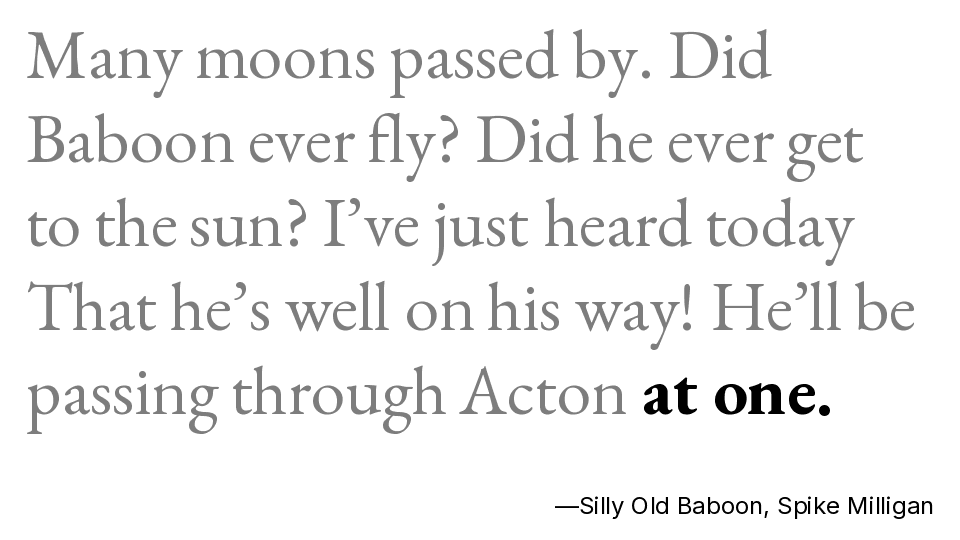 Many moons passed by. Did
Baboon ever fly? Did he ever get
to the sun? I’ve just heard today
That he’s well on his way! He’ll be
passing through Acton at one.
—Silly Old Baboon, Spike Milligan